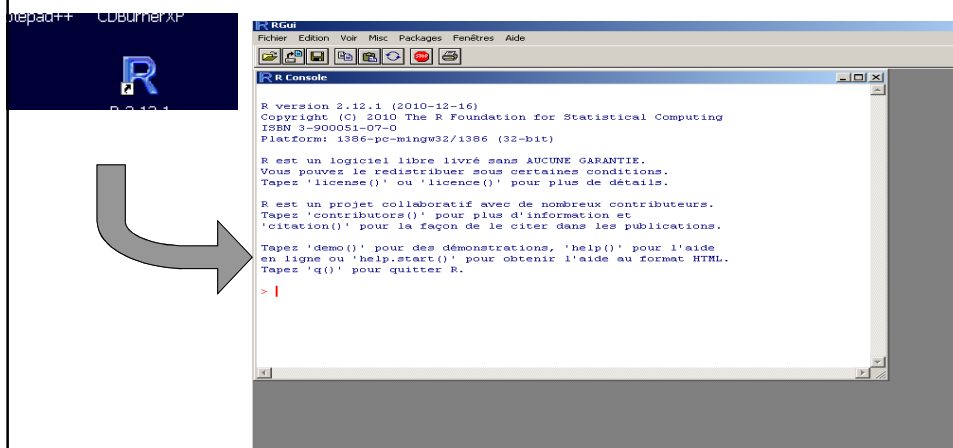 otepad++ CDBurnerXP
R 2.12.1
RGui
Fichier Edition Voir Misc Packages Fenêtres Aide
STOP
R Console
R version 2.12.1 (2010-12-16)
Copyright (C) 2010 The R Foundation for Statistical Computing
ISBN 3-900051-07-0
Platform: i386-pc-mingw32/i386 (32-bit)
R est un logiciel libre livré sans AUCUNE GARANTIE.
Vous pouvez le redistribuer sous certaines conditions.
Tapez 'license()' ou 'licence()' pour plus de détails.
R est un projet collaboratif avec de nombreux contributeurs.
Tapez 'contributors()' pour plus d'information et
'citation()' pour la façon de le citer dans les publications.
Tapez 'demo()' pour des démonstrations, 'help()' pour l'aide
en ligne ou 'help.start()' pour obtenir l'aide au format HTML.
Tapez 'q()' pour quitter R.
>